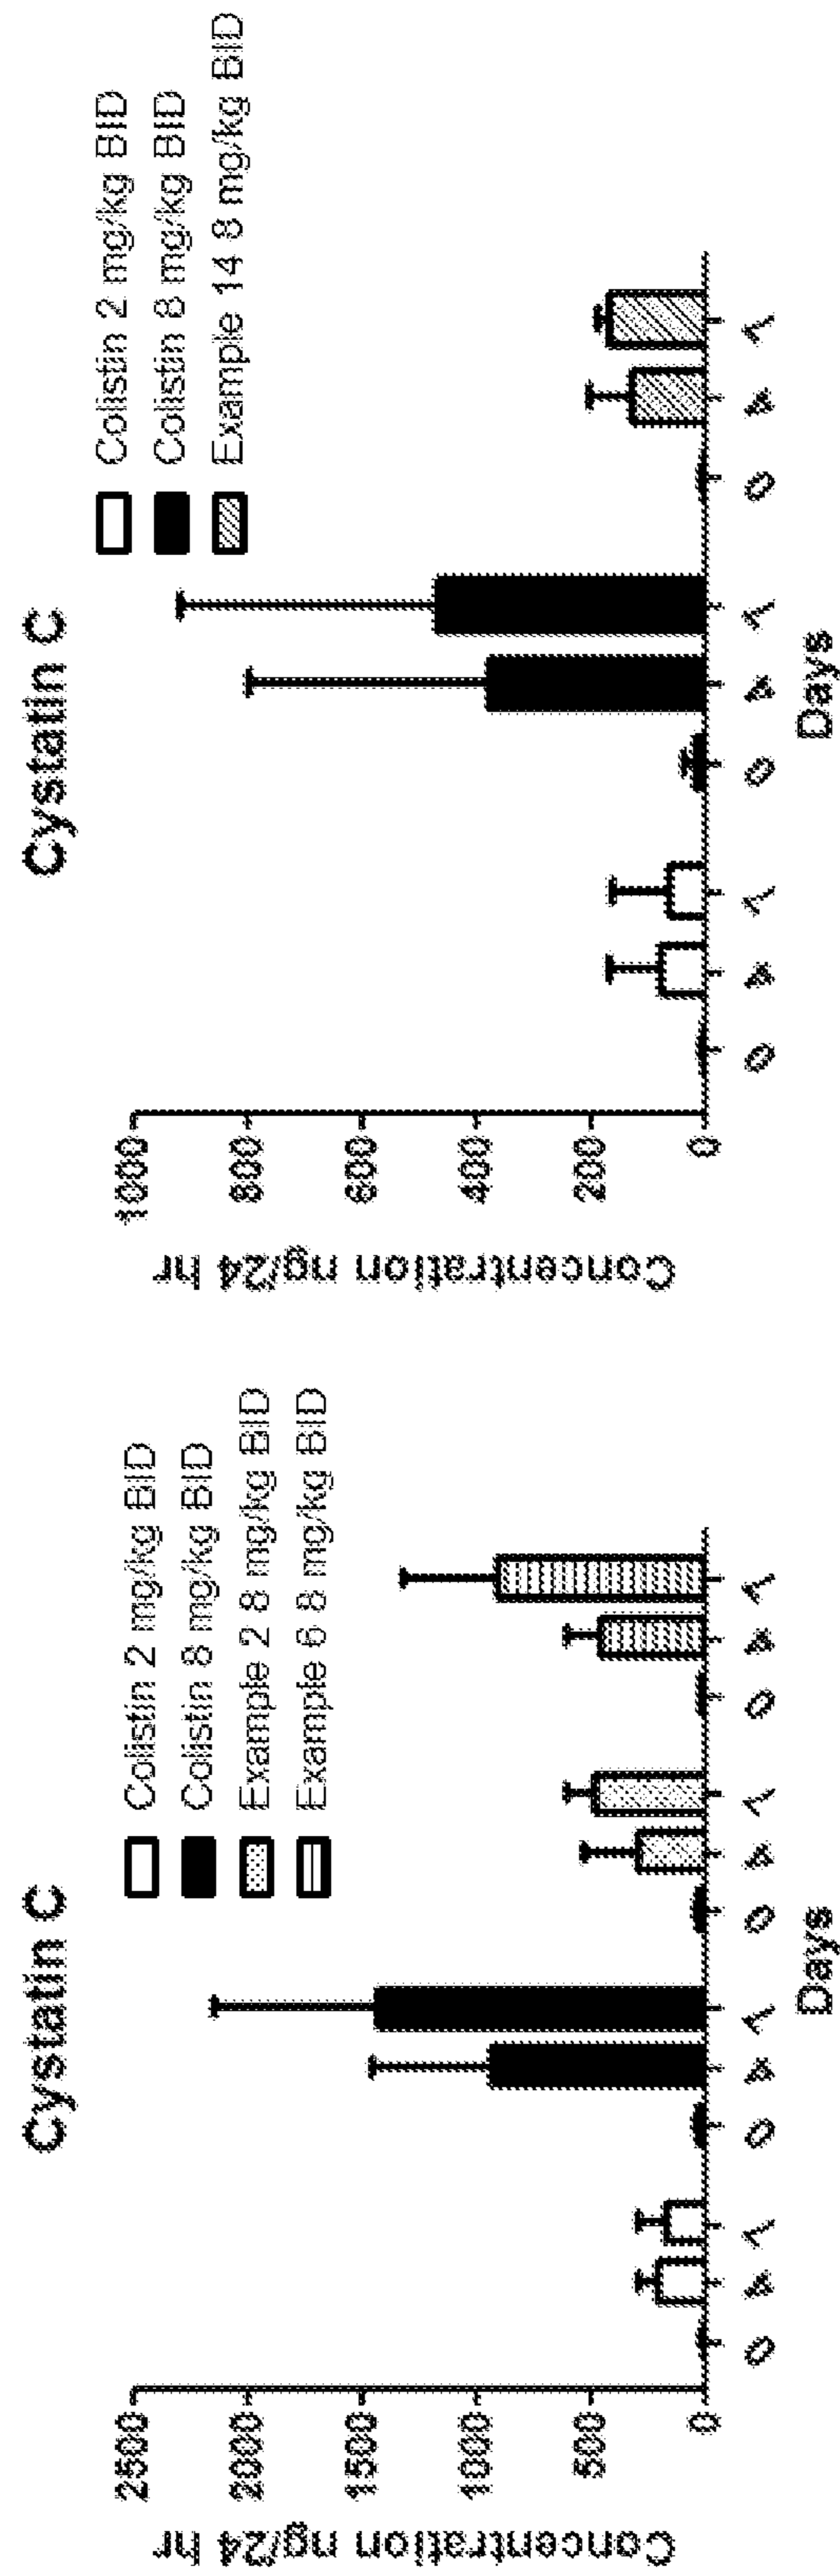 Cystatin C
Colistin 2 mg/kg BID
Colistin 8 mg/kg BID
Example 2 8 mg/kg BID
Example 6 8 mg/kg BID
Concentration ng/24 hr
2500
2000
1500
1000
500
0
0 4 7 0 4 7 0 4 7 0 4 7
Days
Cystatin C
Colistin 2 mg/kg BID
Colistin 8 mg/kg BID
Example 14 8 mg/kg BID
Concentration ng/24 hr
1000
800
600
400
200
0
0 4 7 0 4 7 0 4 7
Days